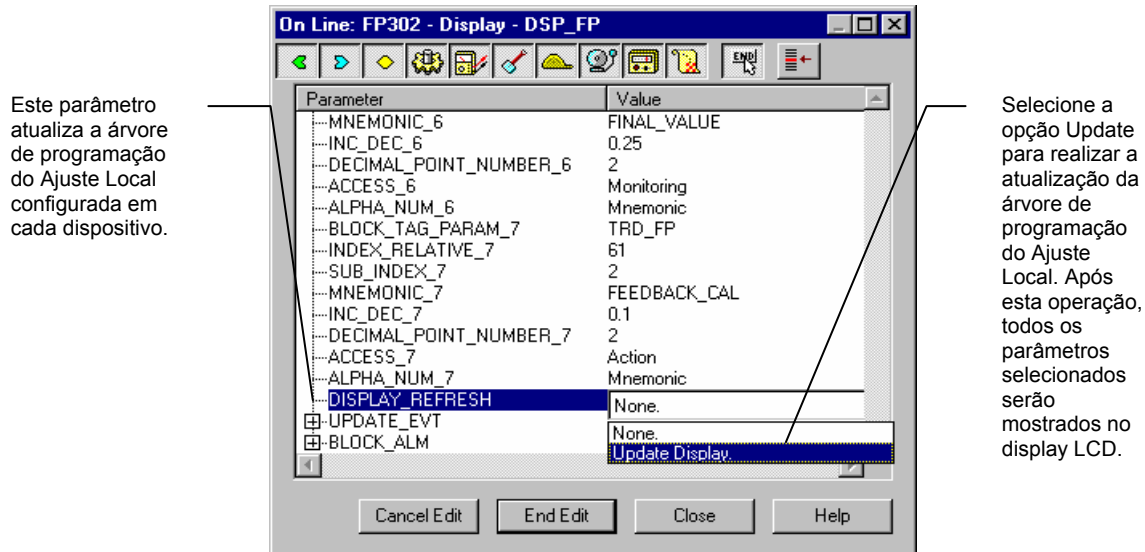 On Line: FP302 - Display - DSP_FP
END
Este parâmetro
atualiza a árvore
de programação
do Ajuste Local
configurada em
cada dispositivo.
Parameter Value
MNEMONIC_6 FINAL_VALUE
INC_DEC_6 0.25
DECIMAL_POINT_NUMBER_6 2
ACCESS_6 Monitoring
ALPHA_NUM_6 Mnemonic
BLOCK_TAG_PARAM_7 TRD_FP
INDEX_RELATIVE_7 61
SUB_INDEX_7 2
MNEMONIC_7 FEEDBACK_CAL
INC_DEC_7 0.1
DECIMAL_POINT_NUMBER_7 2
ACCESS_7 Action
ALPHA_NUM_7 Mnemonic
DISPLAY_REFRESH None.
UPDATE_EVT None.
BLOCK_ALM Update Display.
Cancel Edit End Edit Close Help
Selecione a
opção Update
para realizar a
atualização da
árvore de
programação
do Ajuste
Local. Após
esta operação,
todos os
parâmetros
selecionados
serão
mostrados no
display LCD.